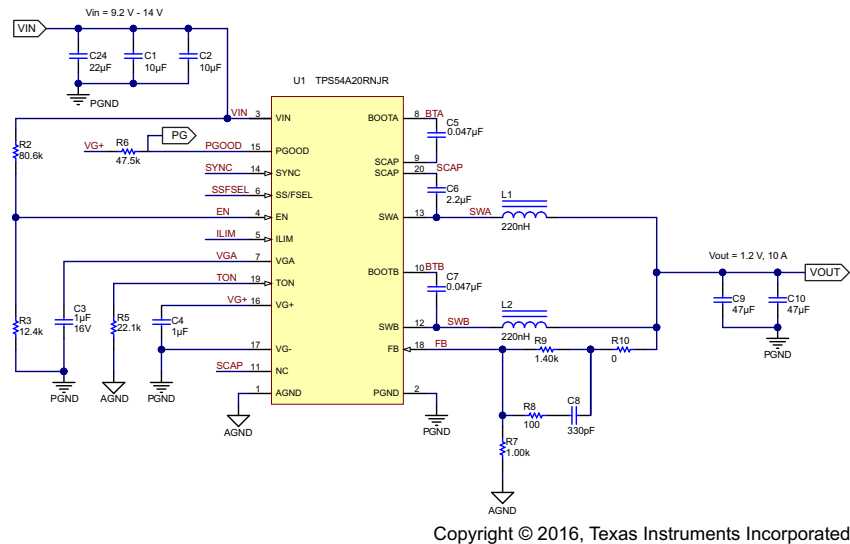 Vin = 9.2 V - 14 V
VIN
C24
22µF
C1
10µF
C2
10µF
PGND
U1 TPS54A20RNJR
VIN 3 VIN
BOOTA 8 BTA
C5
0.047µF
R2
80.6k
VG+
R6
47.5k
PG
PGOOD 15 PGOOD
SCAP 9
SYNC 14 SYNC
SCAP 20 SCAP
C6
2.2µF
SSFSEL 6 SS/FSEL
L1
220nH
EN 4 EN
SWA 13 SWA
ILIM 5 ILIM
VGA 7 VGA
Vout = 1.2 V, 10 A
VOUT
BOOTB 10 BTB
C7
0.047µF
TON 19 TON
C9
47µF
C10
47µF
PGND
VG+ 16 VG+
R3
12.4k
C3
1µF
16V
R5
22.1k
C4
1µF
L2
220nH
SWB 12 SWB
VG- 17
FB 18 FB
R9
1.40k
R10
0
SCAP 11 NC
PGND
AGND
PGND
1 AGND
PGND 2
AGND
PGND
R8
100
C8
330pF
R7
1.00k
AGND
Copyright © 2016, Texas Instruments Incorporated